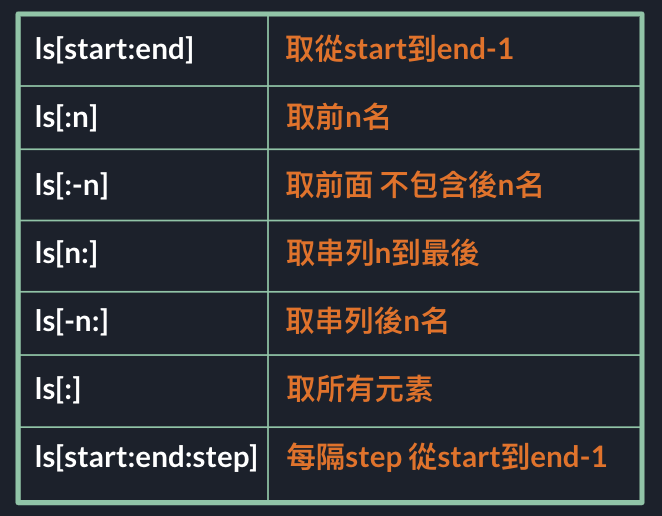 ls[start:end] 取從start到end-1
ls[:n] 取前n名
ls[:-n] 取前面 不包含後n名
ls[n:] 取串列n到最後
ls[-n:] 取串列後n名
ls[:] 取所有元素
ls[start:end:step] 每隔step 從start到end-1